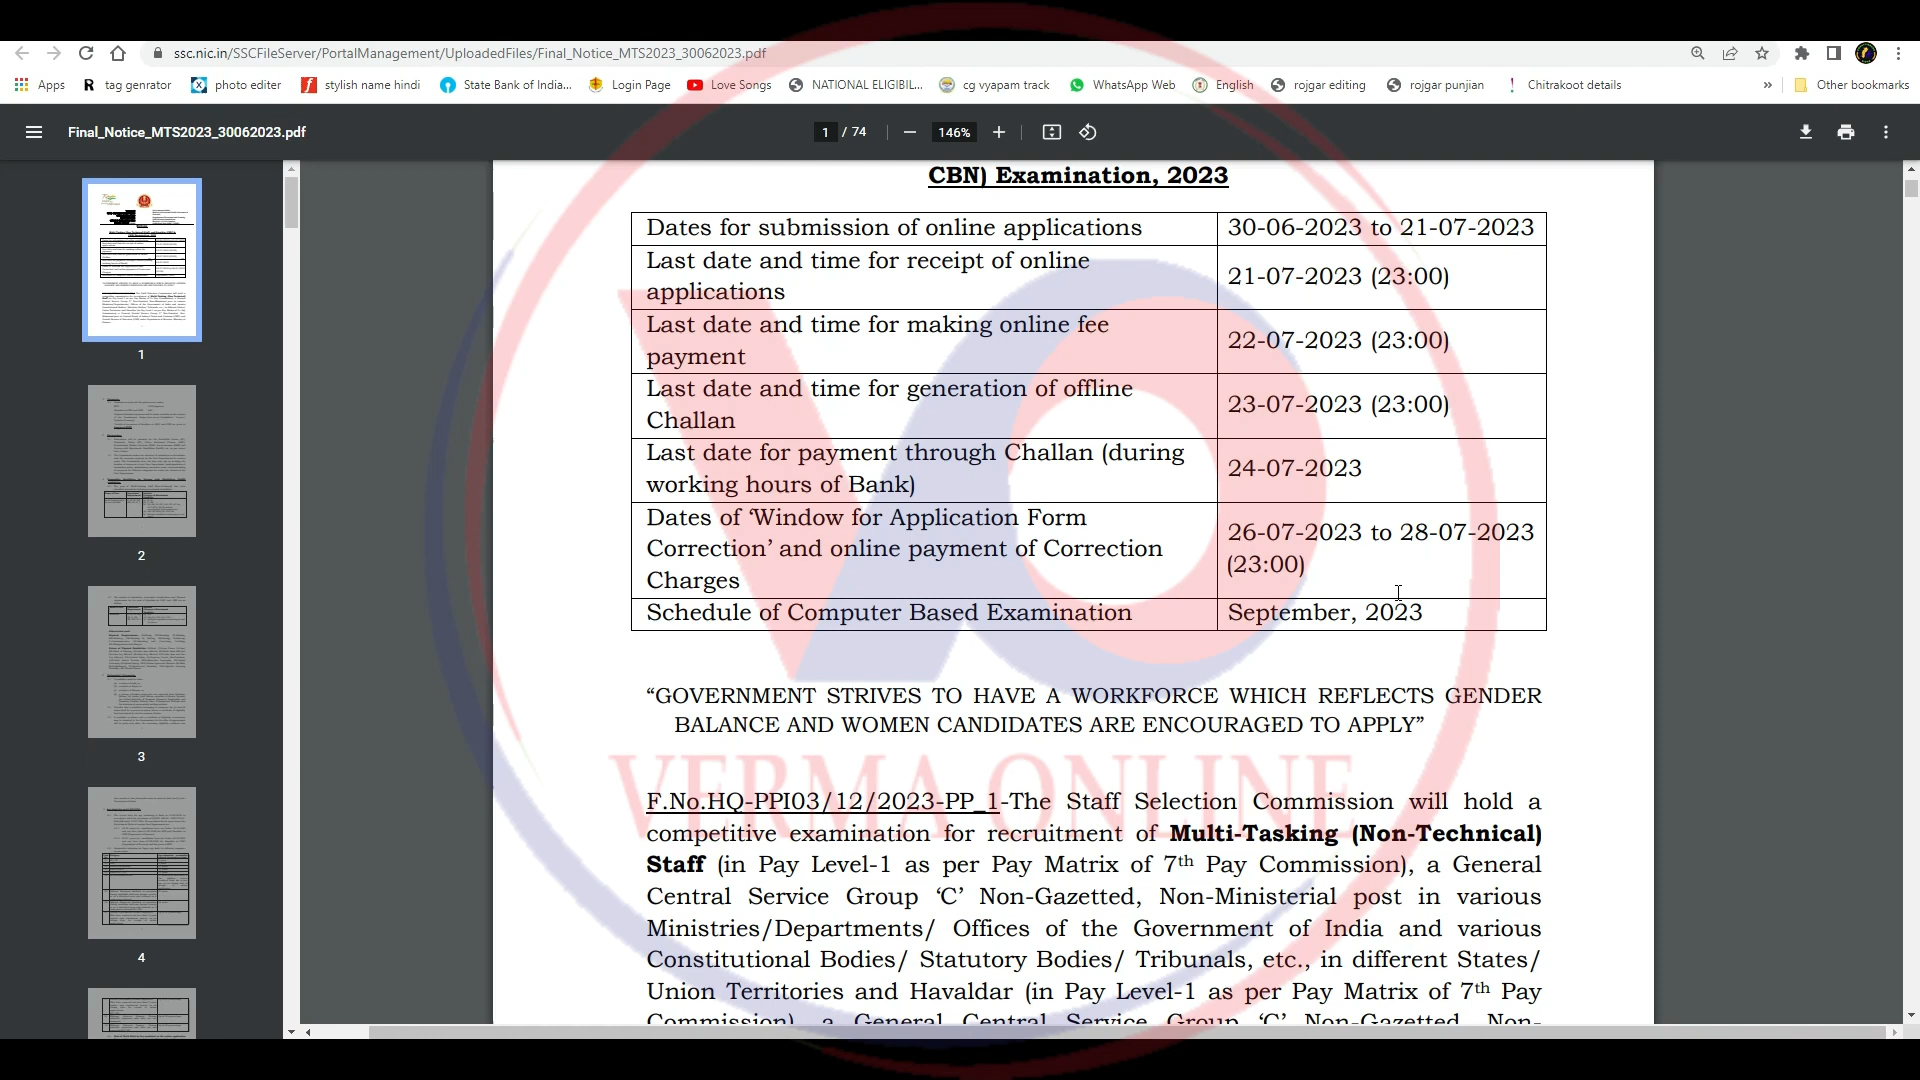 ssc.nic.in/SSCFileServer/PortalManagement/UploadedFiles/Final_Notice_MTS2023_30062023.pdf
Apps R tag genrator photo editer stylish name hindi State Bank of India... Login Page Love Songs NATIONAL ELIGIBIL... cg vyapam track WhatsApp Web English rojgar editing rojgar punjian Chitrakoot details » Other bookmarks
Final_Notice_MTS2023_30062023.pdf 1 / 74 146%
CBN) Examination, 2023
Dates for submission of online applications 30-06-2023 to 21-07-2023
Last date and time for receipt of online
applications 21-07-2023 (23:00)
Last date and time for making online fee
payment 22-07-2023 (23:00)
Last date and time for generation of offline
Challan 23-07-2023 (23:00)
Last date for payment through Challan (during
working hours of Bank) 24-07-2023
Dates of ‘Window for Application Form
Correction’ and online payment of Correction
Charges
26-07-2023 to 28-07-2023
(23:00)
Schedule of Computer Based Examination September, 2023
“GOVERNMENT STRIVES TO HAVE A WORKFORCE WHICH REFLECTS GENDER
BALANCE AND WOMEN CANDIDATES ARE ENCOURAGED TO APPLY”
VERMA ONLINE
F.No.HQ-PPI03/12/2023-PP_1-The Staff Selection Commission will hold a
competitive examination for recruitment of Multi-Tasking (Non-Technical)
Staff (in Pay Level-1 as per Pay Matrix of 7th Pay Commission), a General
Central Service Group ‘C’ Non-Gazetted, Non-Ministerial post in various
Ministries/Departments/ Offices of the Government of India and various
Constitutional Bodies/ Statutory Bodies/ Tribunals, etc., in different States/
Union Territories and Havaldar (in Pay Level-1 as per Pay Matrix of 7th Pay
Commission), a General Central Service Group ‘C’ Non-Gazetted, Non-
1
2
3
4